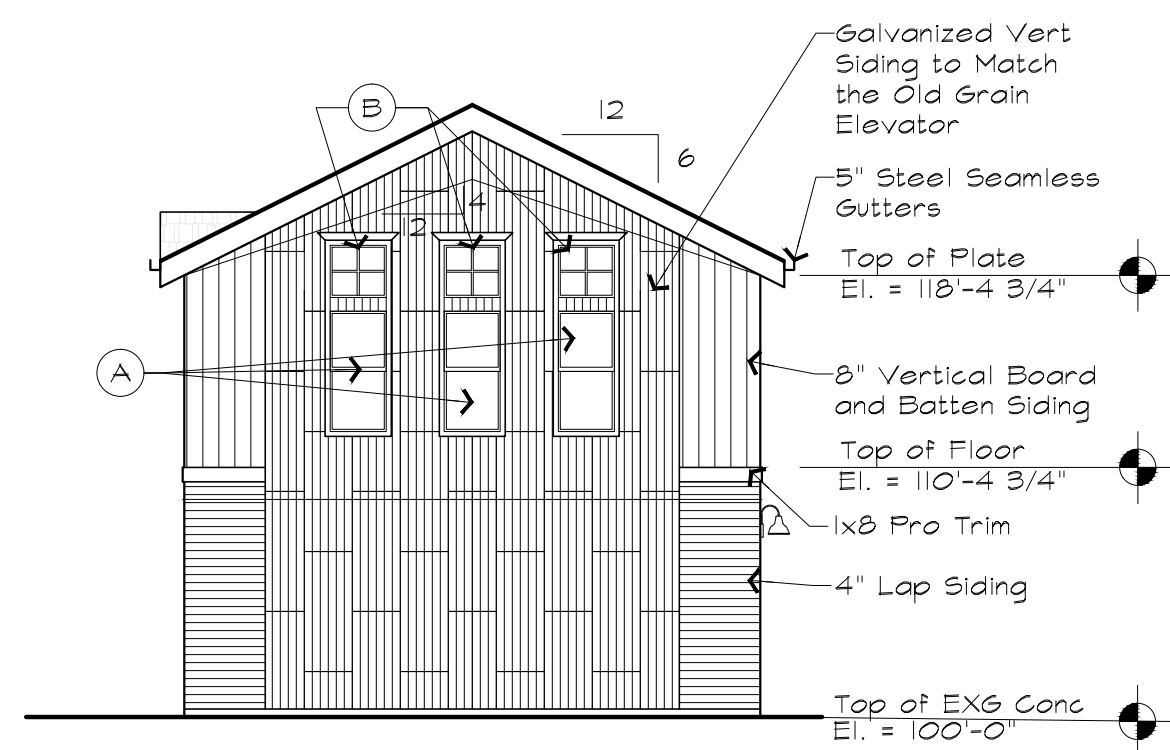 Galvanized Vert
Siding to Match
the Old Grain
Elevator
B
12
6
5" Steel Seamless
Gutters
4
12
Top of Plate
El. = 118'-4 3/4"
A
8" Vertical Board
and Batten Siding
Top of Floor
El. = 110'-4 3/4"
1x8 Pro Trim
4" Lap Siding
Top of EXG Conc
El. = 100'-0"